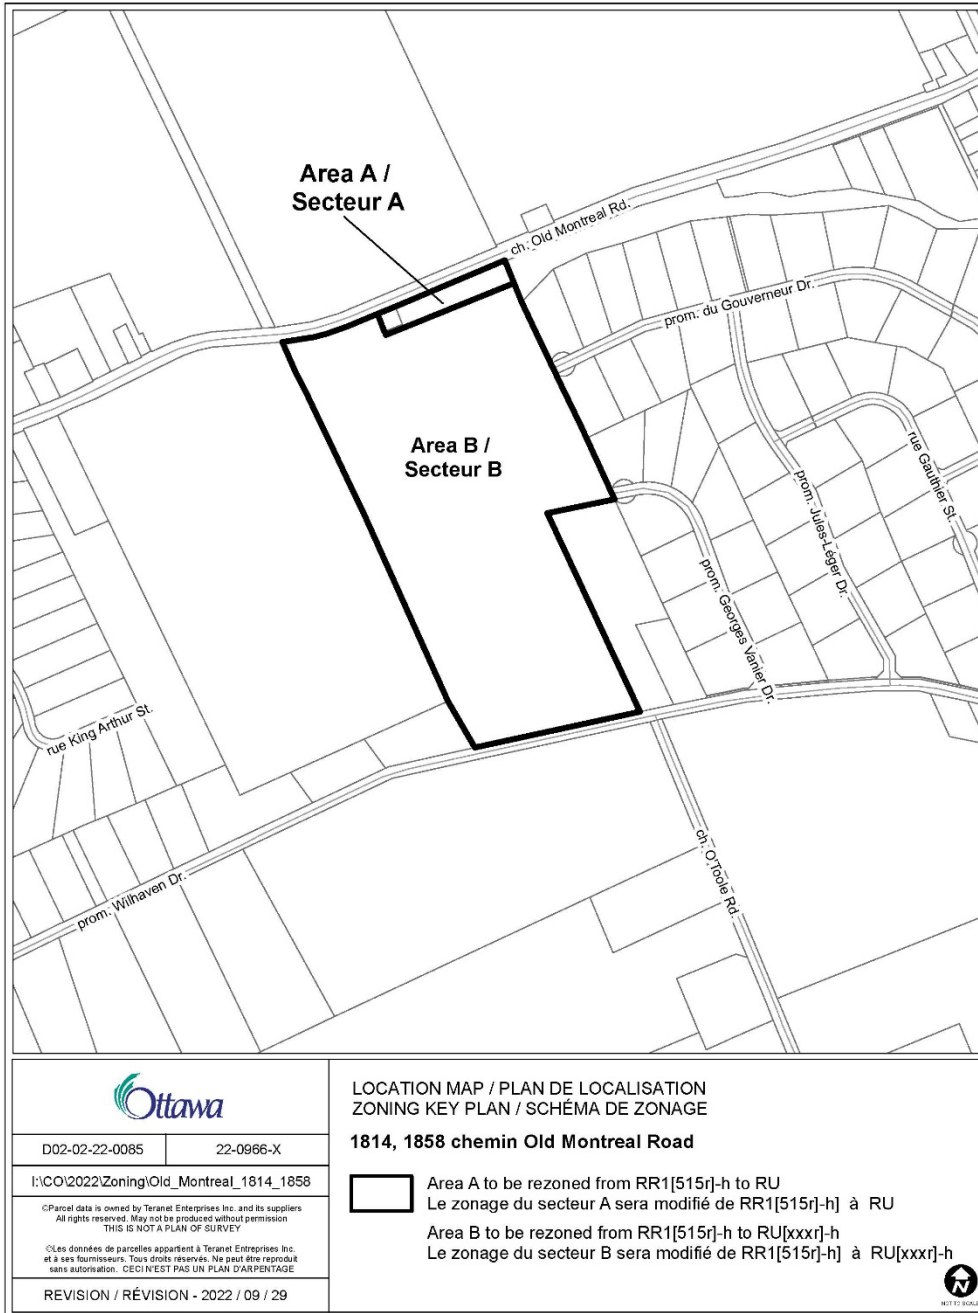 Area A /
Secteur A
ch. Old Montreal Rd.
prom. du Gouverneur Dr.
Area B /
Secteur B
rue Gauthier St.
prom. Jules-Léger Dr.
prom. Georges Vanier Dr.
rue King Arthur St.
prom. Wilhaven Dr.
ch. O'Toole Rd.
Ottawa
D02-02-22-0085
22-0966-X
I:\CO\2022\Zoning\Old_Montreal_1814_1858
©Parcel data is owned by Teranet Enterprises Inc. and its suppliers
All rights reserved. May not be produced without permission
THIS IS NOT A PLAN OF SURVEY
©Les données de parcelles appartient à Teranet Enterprises Inc.
et à ses fournisseurs. Tous droits réservés. Ne peut être reproduit
sans autorisation. CECI N'EST PAS UN PLAN D'ARPENTAGE
REVISION / RÉVISION - 2022 / 09 / 29
LOCATION MAP / PLAN DE LOCALISATION
ZONING KEY PLAN / SCHÉMA DE ZONAGE
1814, 1858 chemin Old Montreal Road
Area A to be rezoned from RR1[515r]-h to RU
Le zonage du secteur A sera modifié de RR1[515r]-h] à RU
Area B to be rezoned from RR1[515r]-h to RU[xxxr]-h
Le zonage du secteur B sera modifié de RR1[515r]-h] à RU[xxxr]-h
N
NOT TO SCALE